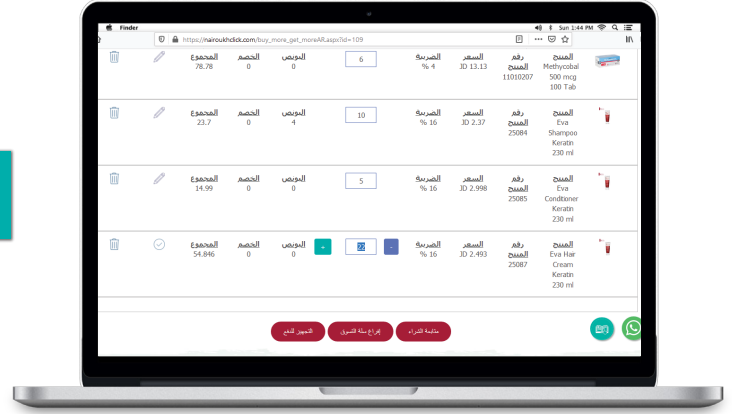 Finder
Sun 1:44 PM
https://nairoukhclick.com/buy_more_get_moreAR.aspx?id=109
المنتج
Methycobal
500 mcg
100 Tab
رقم
المنتج
11010207
السعر
JD 13.13
الضريبة
% 4
6
البونص
0
الخصم
0
المجموع
78.78
المنتج
Eva
Shampoo
Keratin
230 ml
رقم
المنتج
25084
السعر
JD 2.37
الضريبة
% 16
10
البونص
4
الخصم
0
المجموع
23.7
المنتج
Eva
Conditioner
Keratin
230 ml
رقم
المنتج
25085
السعر
JD 2.998
الضريبة
% 16
5
البونص
0
الخصم
0
المجموع
14.99
المنتج
Eva Hair
Cream
Keratin
230 ml
رقم
المنتج
25087
السعر
JD 2.493
الضريبة
% 16
-
22
+
البونص
0
الخصم
0
المجموع
54.846
متابعة الشراء
إفراغ سلة التسوق
التجهيز للدفع